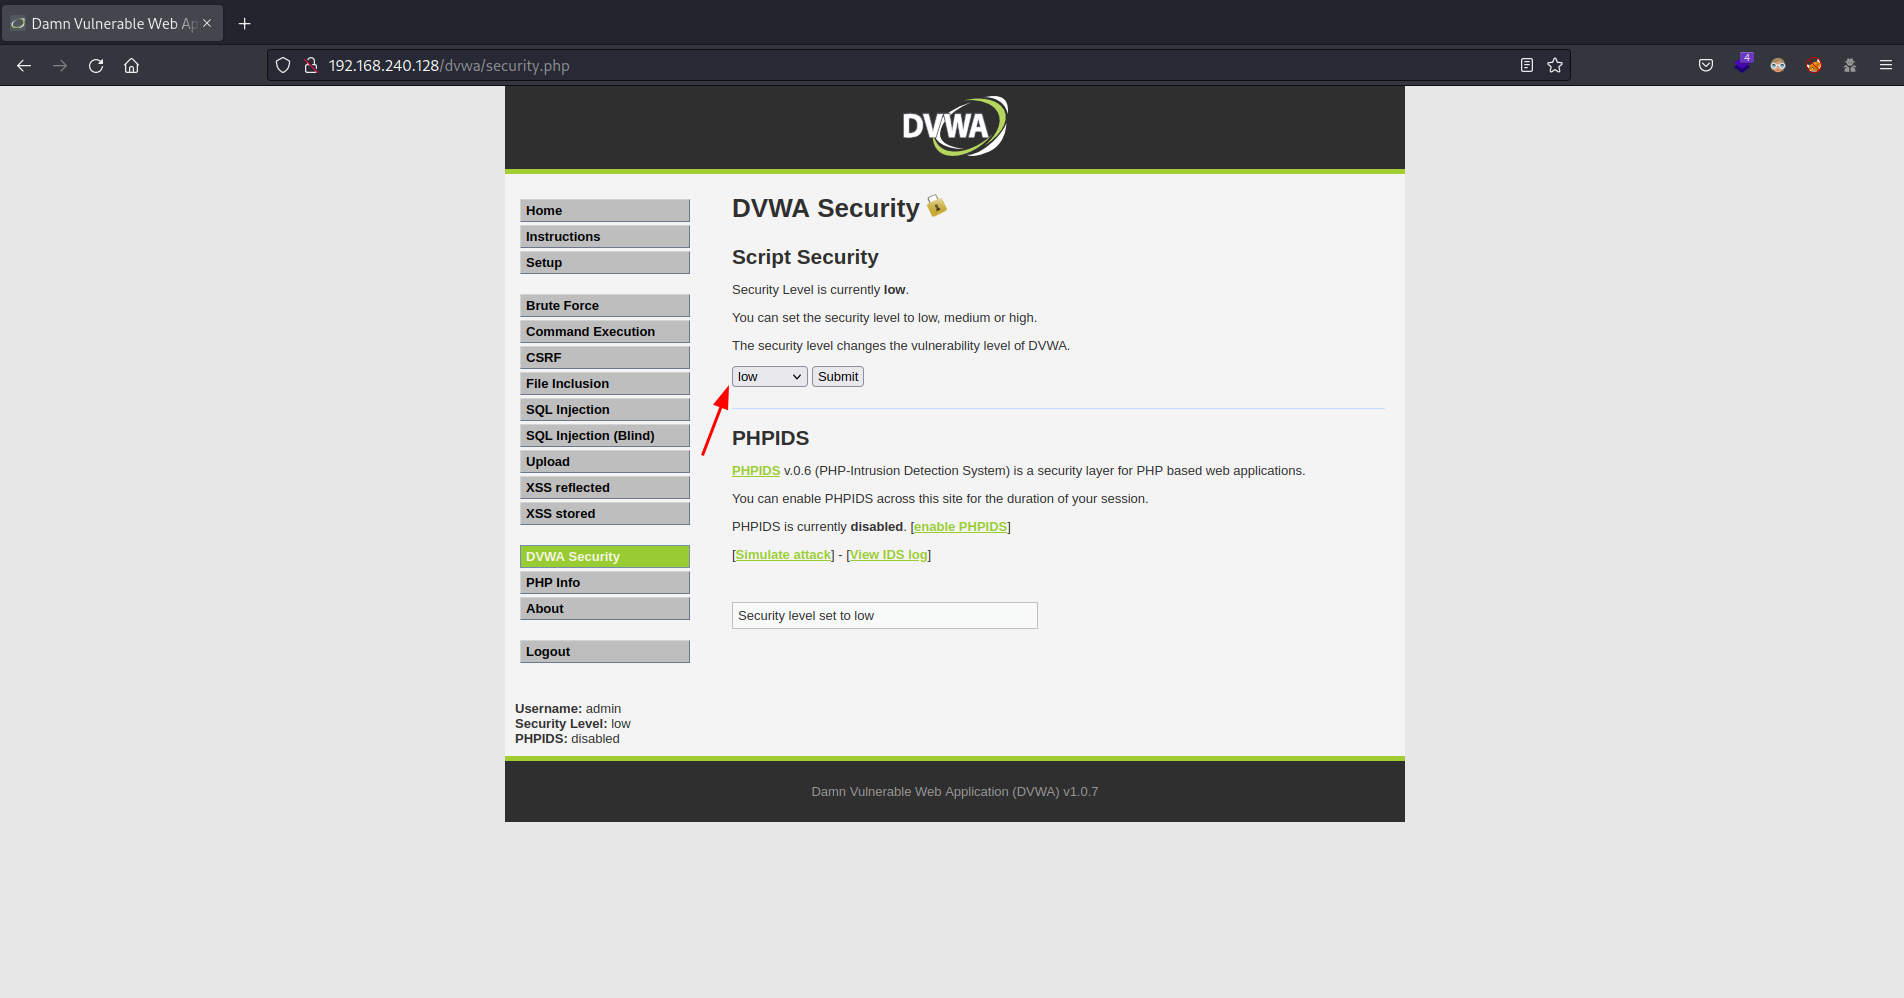 Damn Vulnerable Web Ap
192.168.240.128/dvwa/security.php
4
DVWA
Home
Instructions
Setup
Brute Force
Command Execution
CSRF
File Inclusion
SQL Injection
SQL Injection (Blind)
Upload
XSS reflected
XSS stored
DVWA Security
PHP Info
About
Logout
Username: admin
Security Level: low
PHPIDS: disabled
DVWA Security
Script Security
Security Level is currently low.
You can set the security level to low, medium or high.
The security level changes the vulnerability level of DVWA.
low Submit
PHPIDS
PHPIDS v.0.6 (PHP-Intrusion Detection System) is a security layer for PHP based web applications.
You can enable PHPIDS across this site for the duration of your session.
PHPIDS is currently disabled. [enable PHPIDS]
[Simulate attack] - [View IDS log]
Security level set to low
Damn Vulnerable Web Application (DVWA) v1.0.7